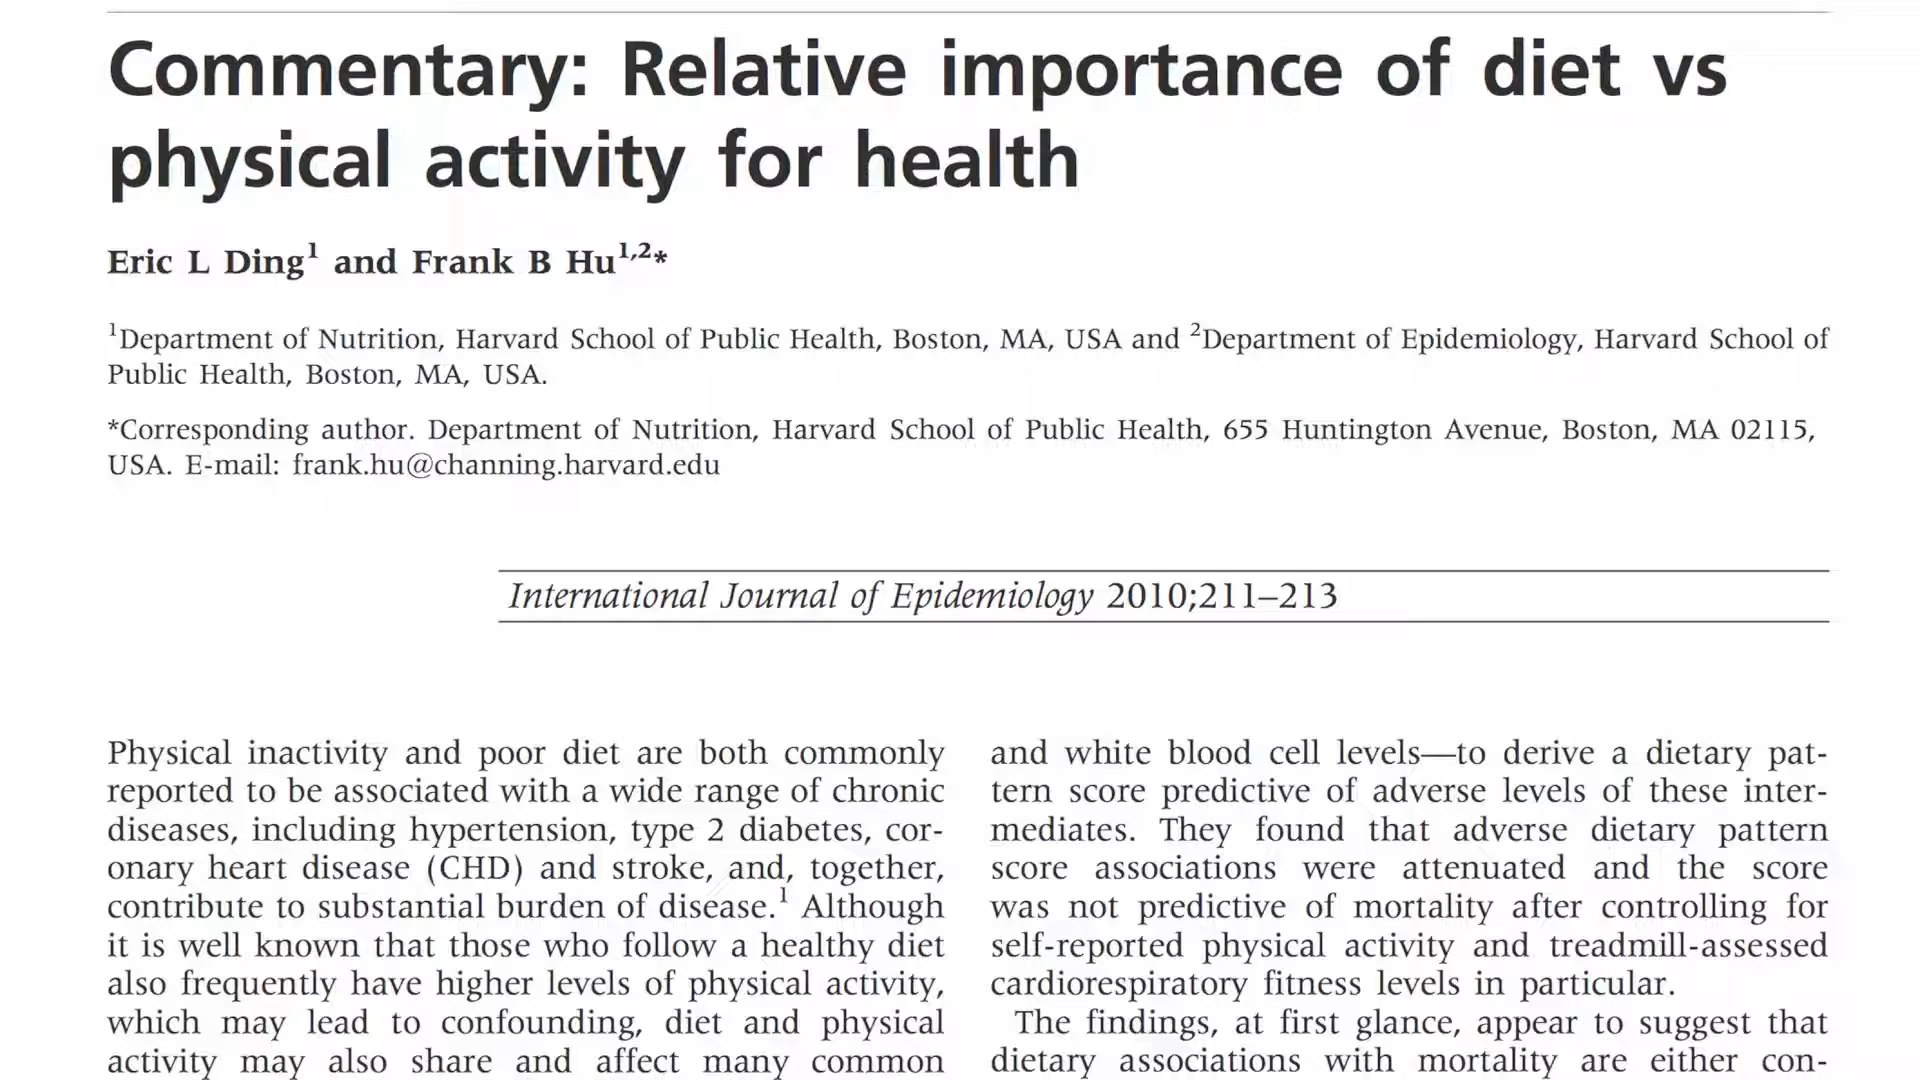 Commentary: Relative importance of diet vs
physical activity for health
Eric L Ding1 and Frank B Hu1,2*
1Department of Nutrition, Harvard School of Public Health, Boston, MA, USA and 2Department of Epidemiology, Harvard School of
Public Health, Boston, MA, USA.
*Corresponding author. Department of Nutrition, Harvard School of Public Health, 655 Huntington Avenue, Boston, MA 02115,
USA. E-mail: frank.hu@channing.harvard.edu
International Journal of Epidemiology 2010;211–213
Physical inactivity and poor diet are both commonly
reported to be associated with a wide range of chronic
diseases, including hypertension, type 2 diabetes, cor-
onary heart disease (CHD) and stroke, and, together,
contribute to substantial burden of disease.1 Although
it is well known that those who follow a healthy diet
also frequently have higher levels of physical activity,
which may lead to confounding, diet and physical
activity may also share and affect many common
and white blood cell levels—to derive a dietary pat-
tern score predictive of adverse levels of these inter-
mediates. They found that adverse dietary pattern
score associations were attenuated and the score
was not predictive of mortality after controlling for
self-reported physical activity and treadmill-assessed
cardiorespiratory fitness levels in particular.
The findings, at first glance, appear to suggest that
dietary associations with mortality are either con-